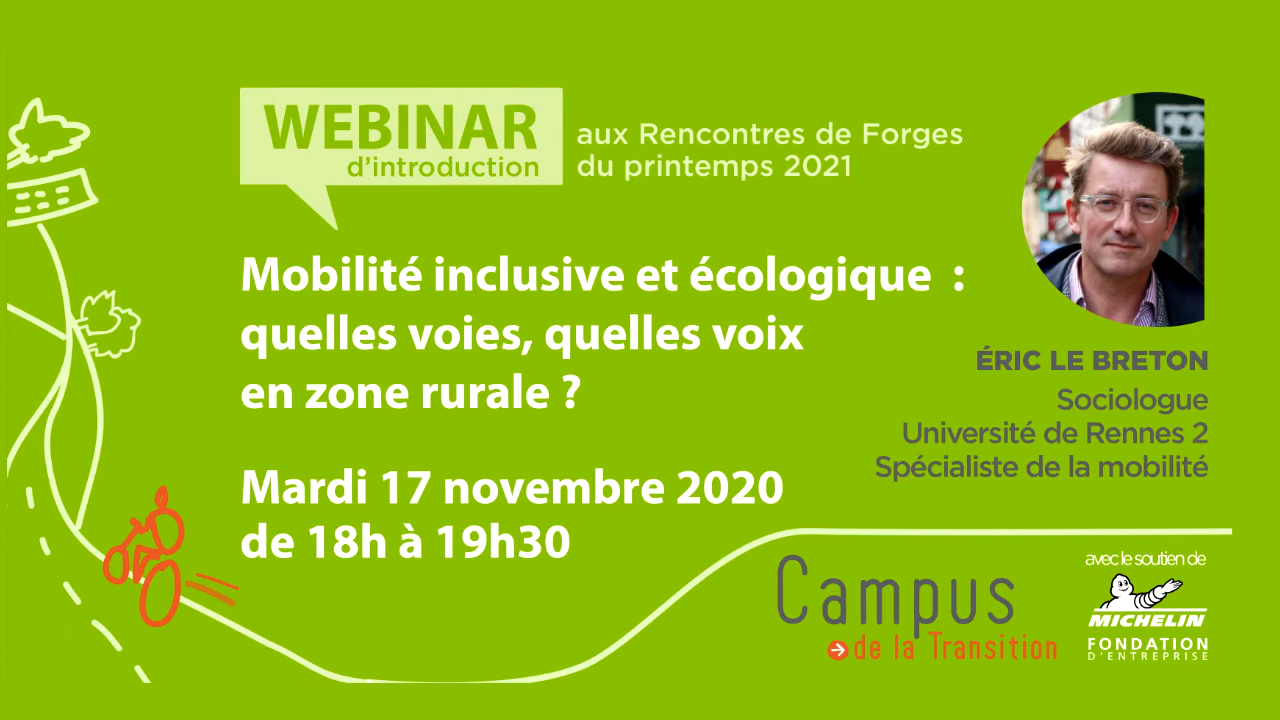 WEBINAR
d'introduction
aux Rencontres de Forges
du printemps 2021
Mobilité inclusive et écologique :
quelles voies, quelles voix
en zone rurale ?
Mardi 17 novembre 2020
de 18h à 19h30
ÉRIC LE BRETON
Sociologue
Université de Rennes 2
Spécialiste de la mobilité
Campus
de la Transition
avec le soutien de
MICHELIN
FONDATION
D'ENTREPRISE